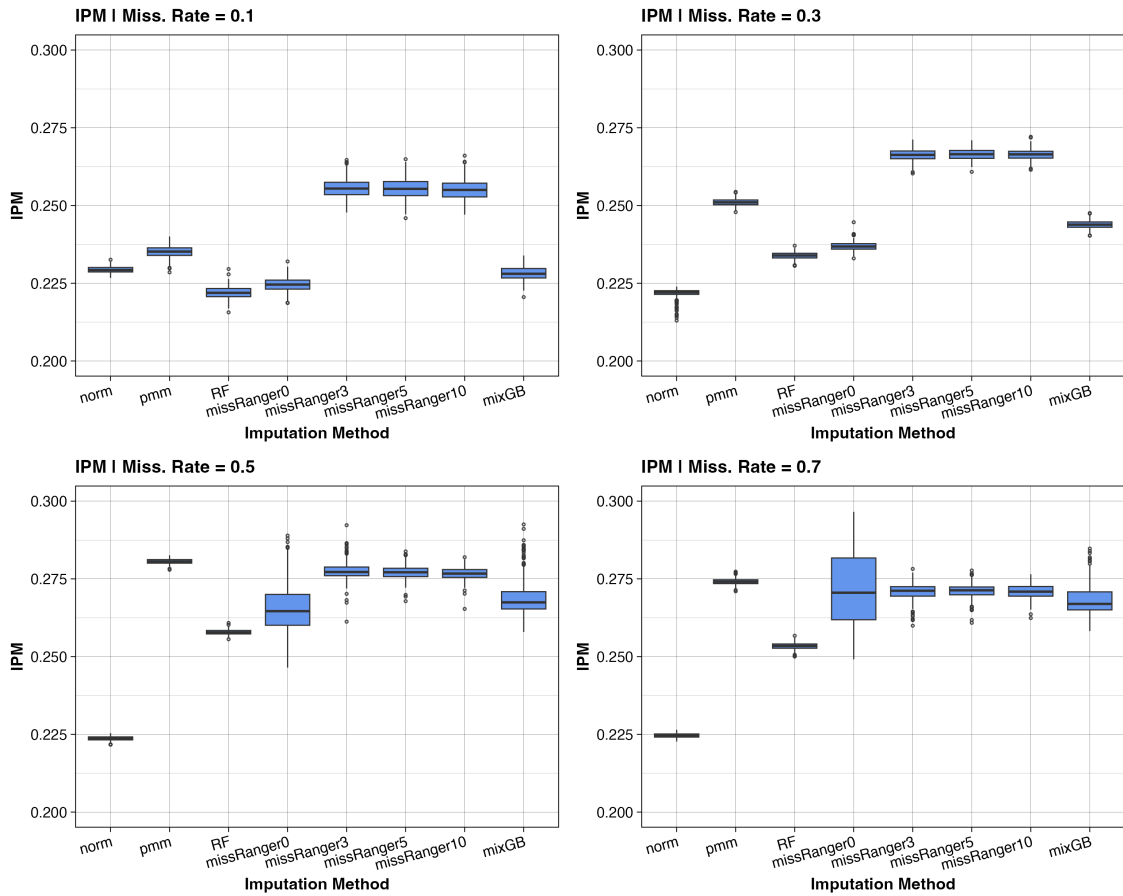 IPM | Miss. Rate = 0.1
IPM
0.300
0.275
0.250
0.225
0.200
norm
pmm
RF
missRanger0
missRanger3
missRanger5
missRanger10
mixGB
Imputation Method
IPM | Miss. Rate = 0.3
IPM
0.300
0.275
0.250
0.225
0.200
norm
pmm
RF
missRanger0
missRanger3
missRanger5
missRanger10
mixGB
Imputation Method
IPM | Miss. Rate = 0.5
IPM
0.300
0.275
0.250
0.225
0.200
norm
pmm
RF
missRanger0
missRanger3
missRanger5
missRanger10
mixGB
Imputation Method
IPM | Miss. Rate = 0.7
IPM
0.300
0.275
0.250
0.225
0.200
norm
pmm
RF
missRanger0
missRanger3
missRanger5
missRanger10
mixGB
Imputation Method